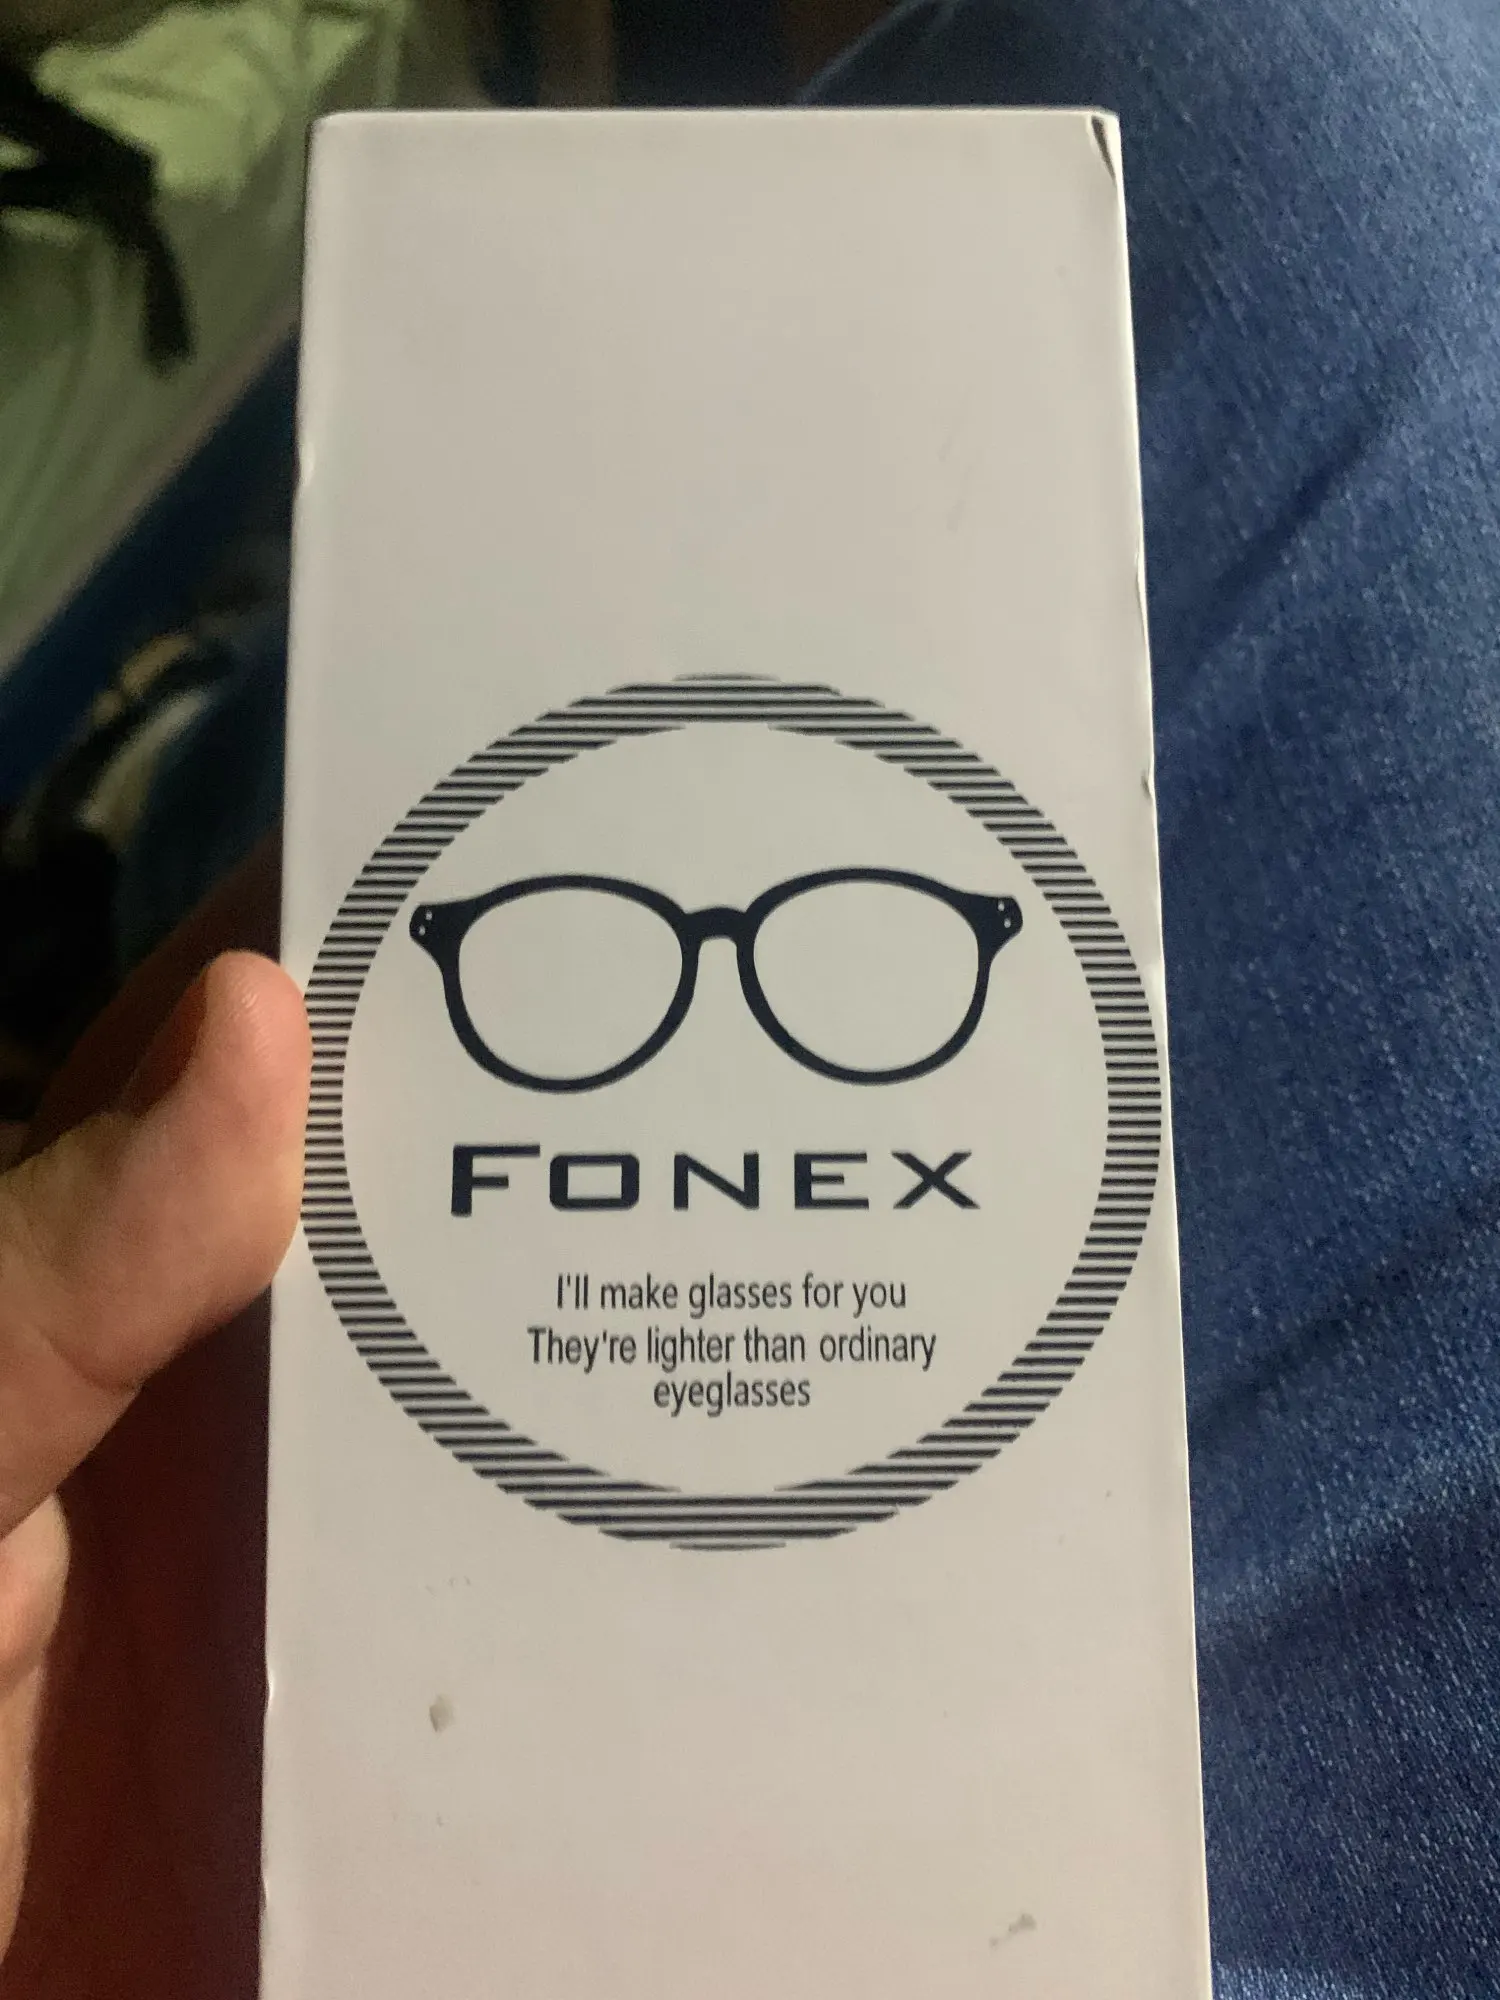 FONEX
I'll make glasses for you
They're lighter than ordinary
eyeglasses